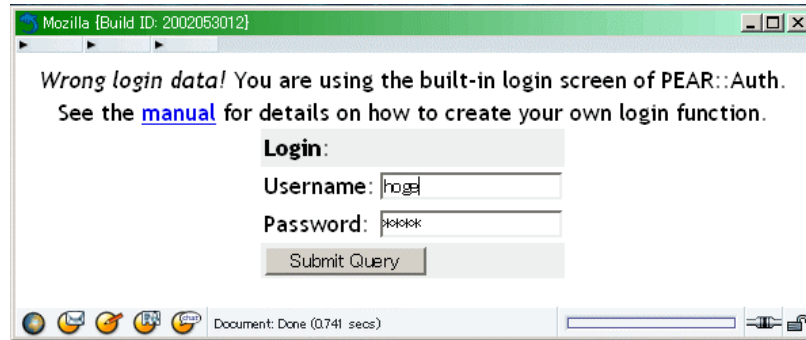 Mozilla {Build ID: 2002053012}
Wrong login data! You are using the built-in login screen of PEAR::Auth.
See the manual for details on how to create your own login function.
Login:
Username: hoge
Password: ****
Submit Query
Document: Done (0.741 secs)